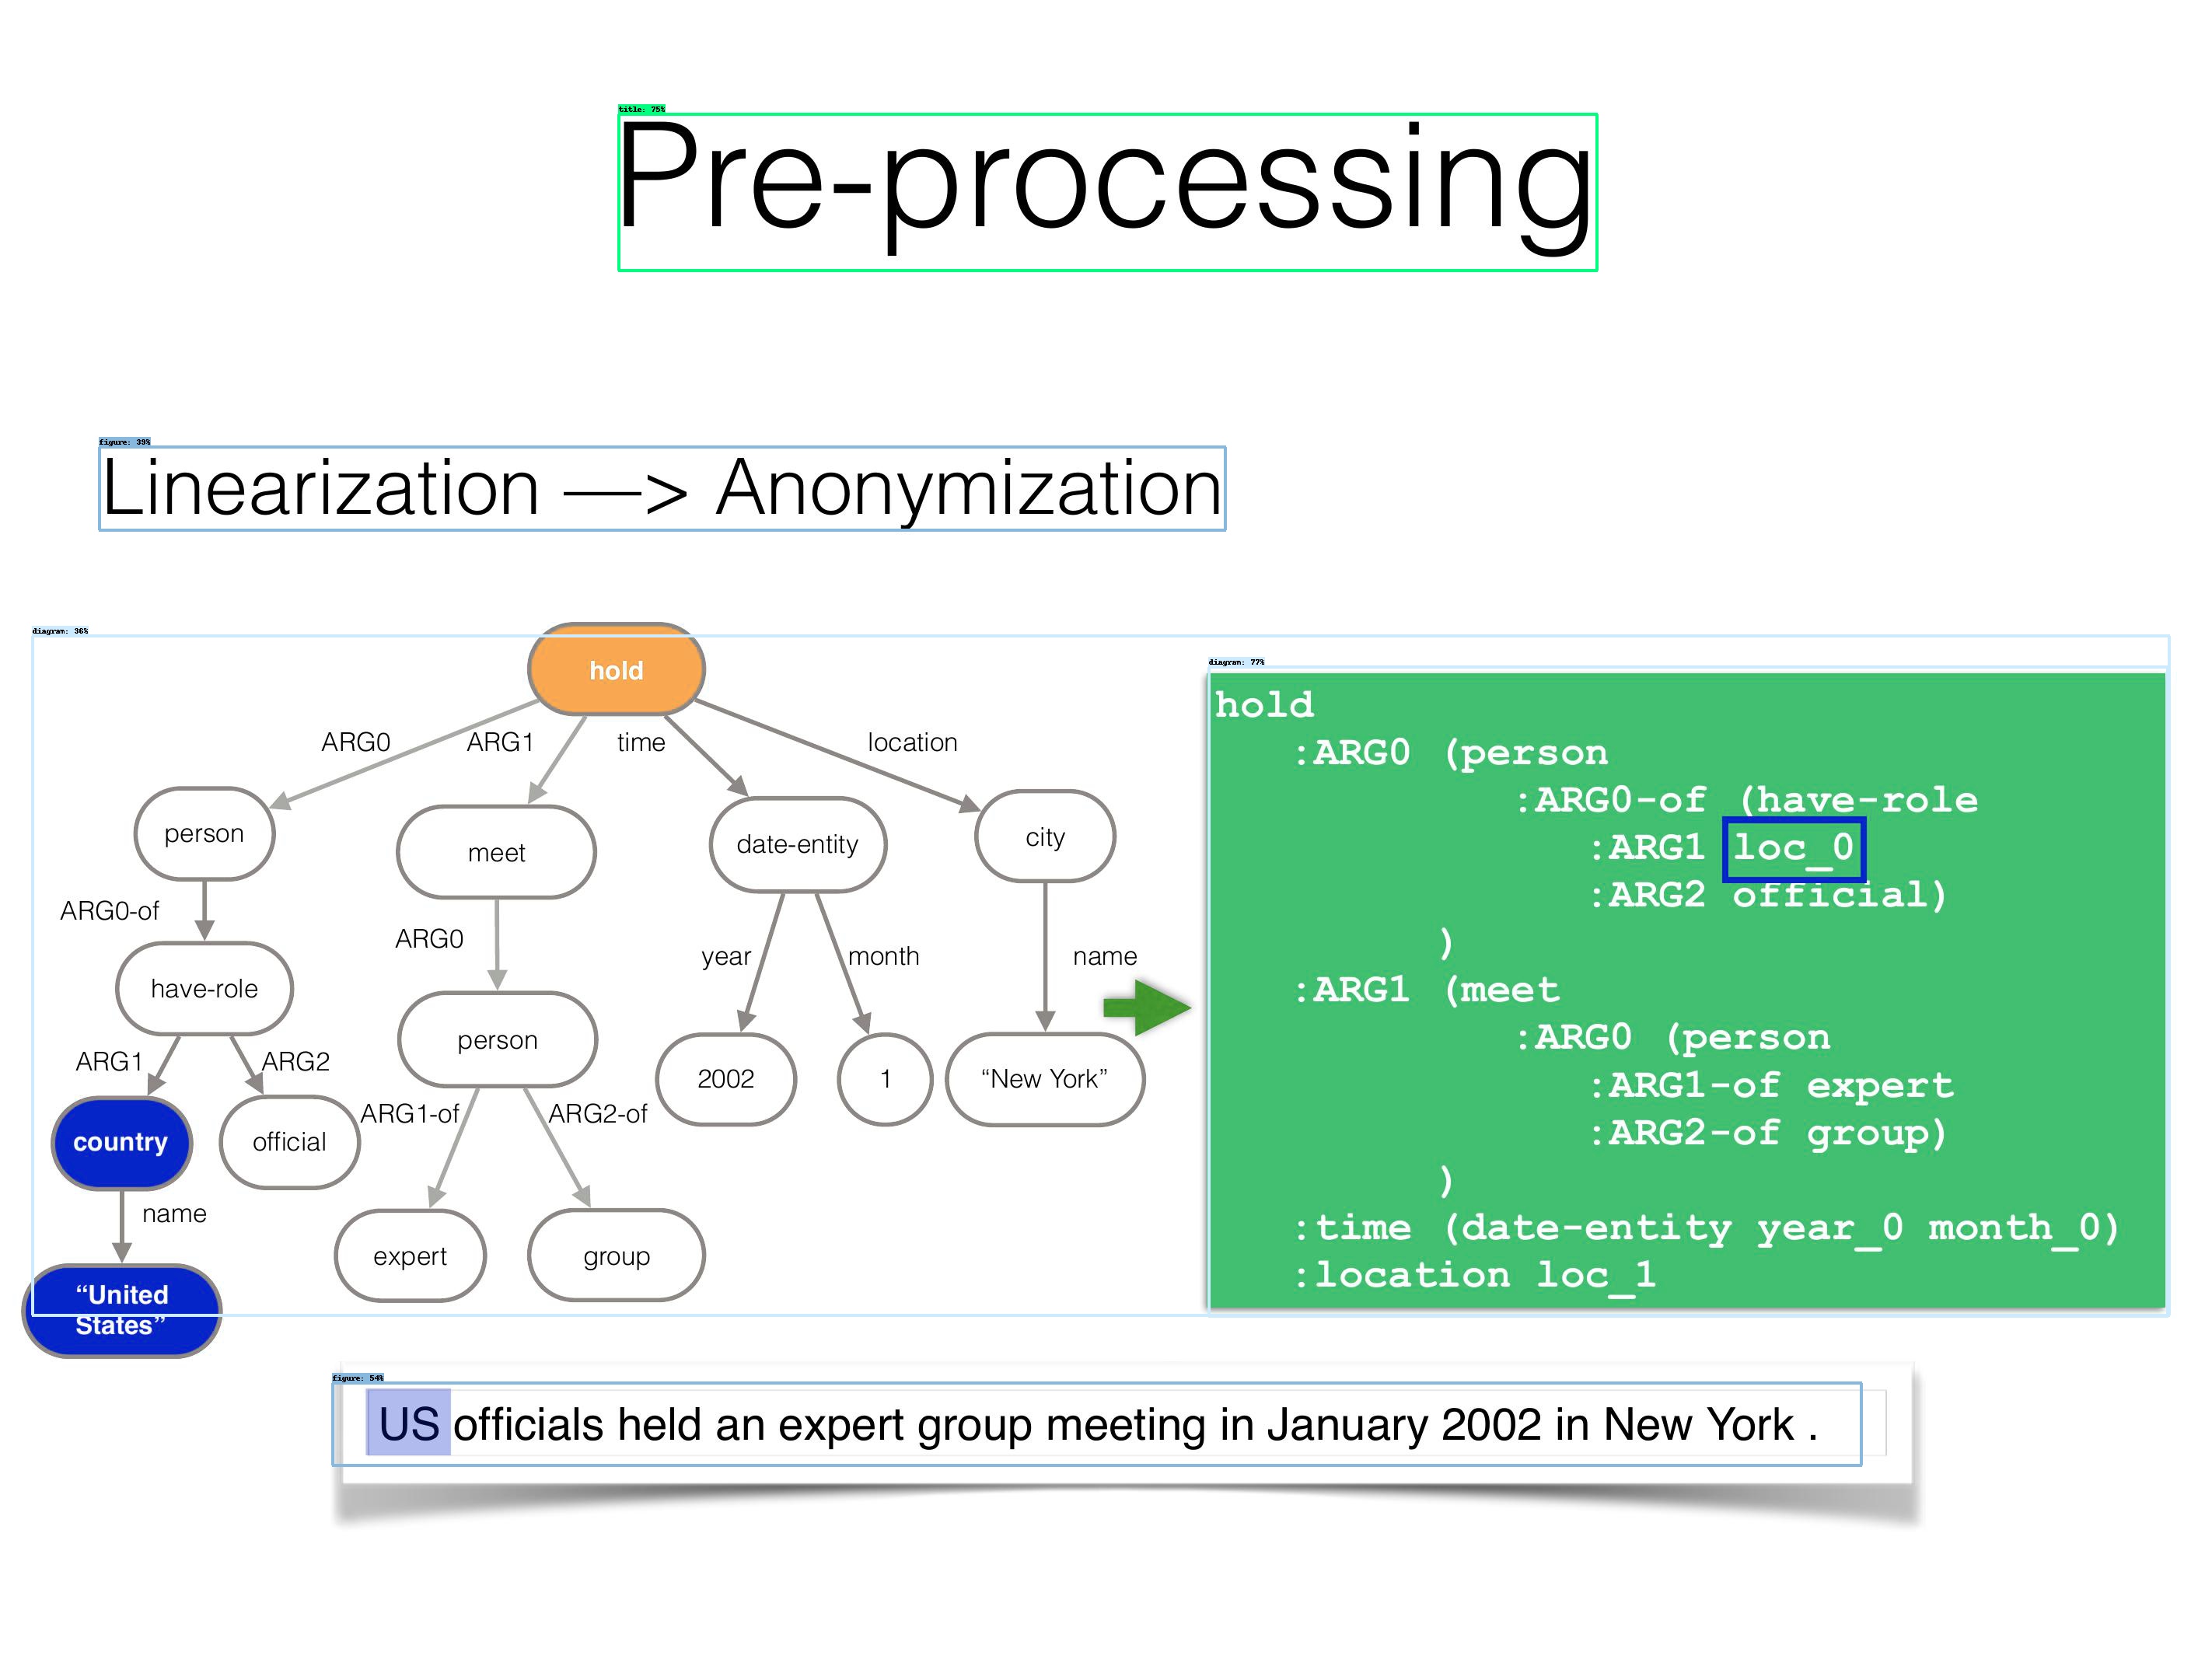 title: 75%
Pre-processing
figure: 39%
Linearization —> Anonymization
diagram: 36%
hold
ARG0
ARG1
time
location
person
meet
date-entity
city
ARG0-of
ARG0
year
month
name
have-role
person
2002
1
“New York”
ARG1
ARG2
country
official
ARG1-of
ARG2-of
name
expert
group
“United
States”
diagram: 77%
hold
:ARG0 (person
:ARG0-of (have-role
:ARG1 loc_0
:ARG2 official)
)
:ARG1 (meet
:ARG0 (person
:ARG1-of expert
:ARG2-of group)
)
:time (date-entity year_0 month_0)
:location loc_1
figure: 54%
US officials held an expert group meeting in January 2002 in New York .